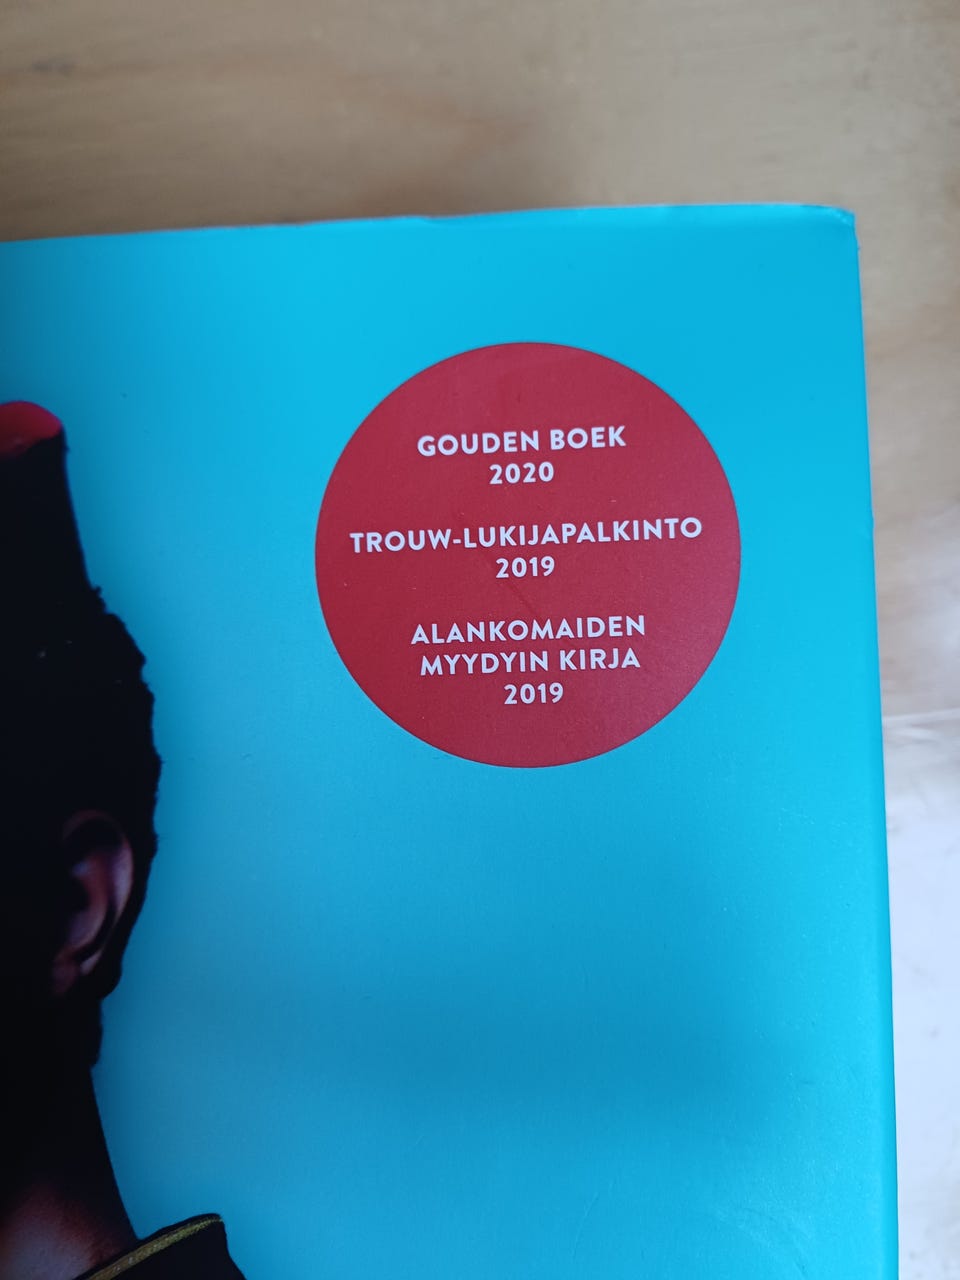 GOUDEN BOEK
2020
TROUW-LUKIJAPALKINTO
2019
ALANKOMAIDEN
MYYDYIN KIRJA
2019